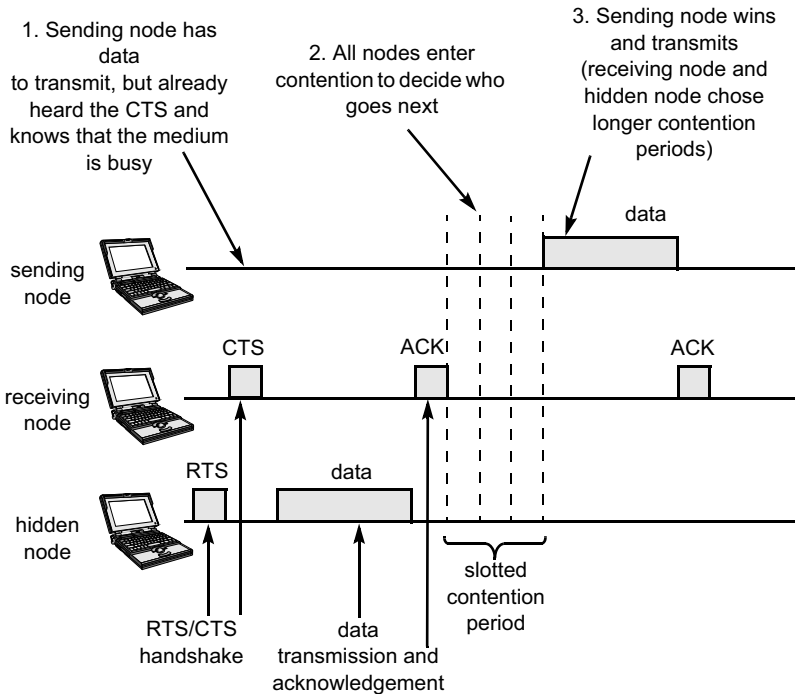 1. Sending node has
data
to transmit, but already
heard the CTS and
knows that the medium
is busy
2. All nodes enter
contention to decide who
goes next
3. Sending node wins
and transmits
(receiving node and
hidden node chose
longer contention
periods)
data
sending
node
CTS
ACK
ACK
receiving
node
RTS
data
hidden
node
slotted
contention
period
RTS/CTS
handshake
data
transmission and
acknowledgement